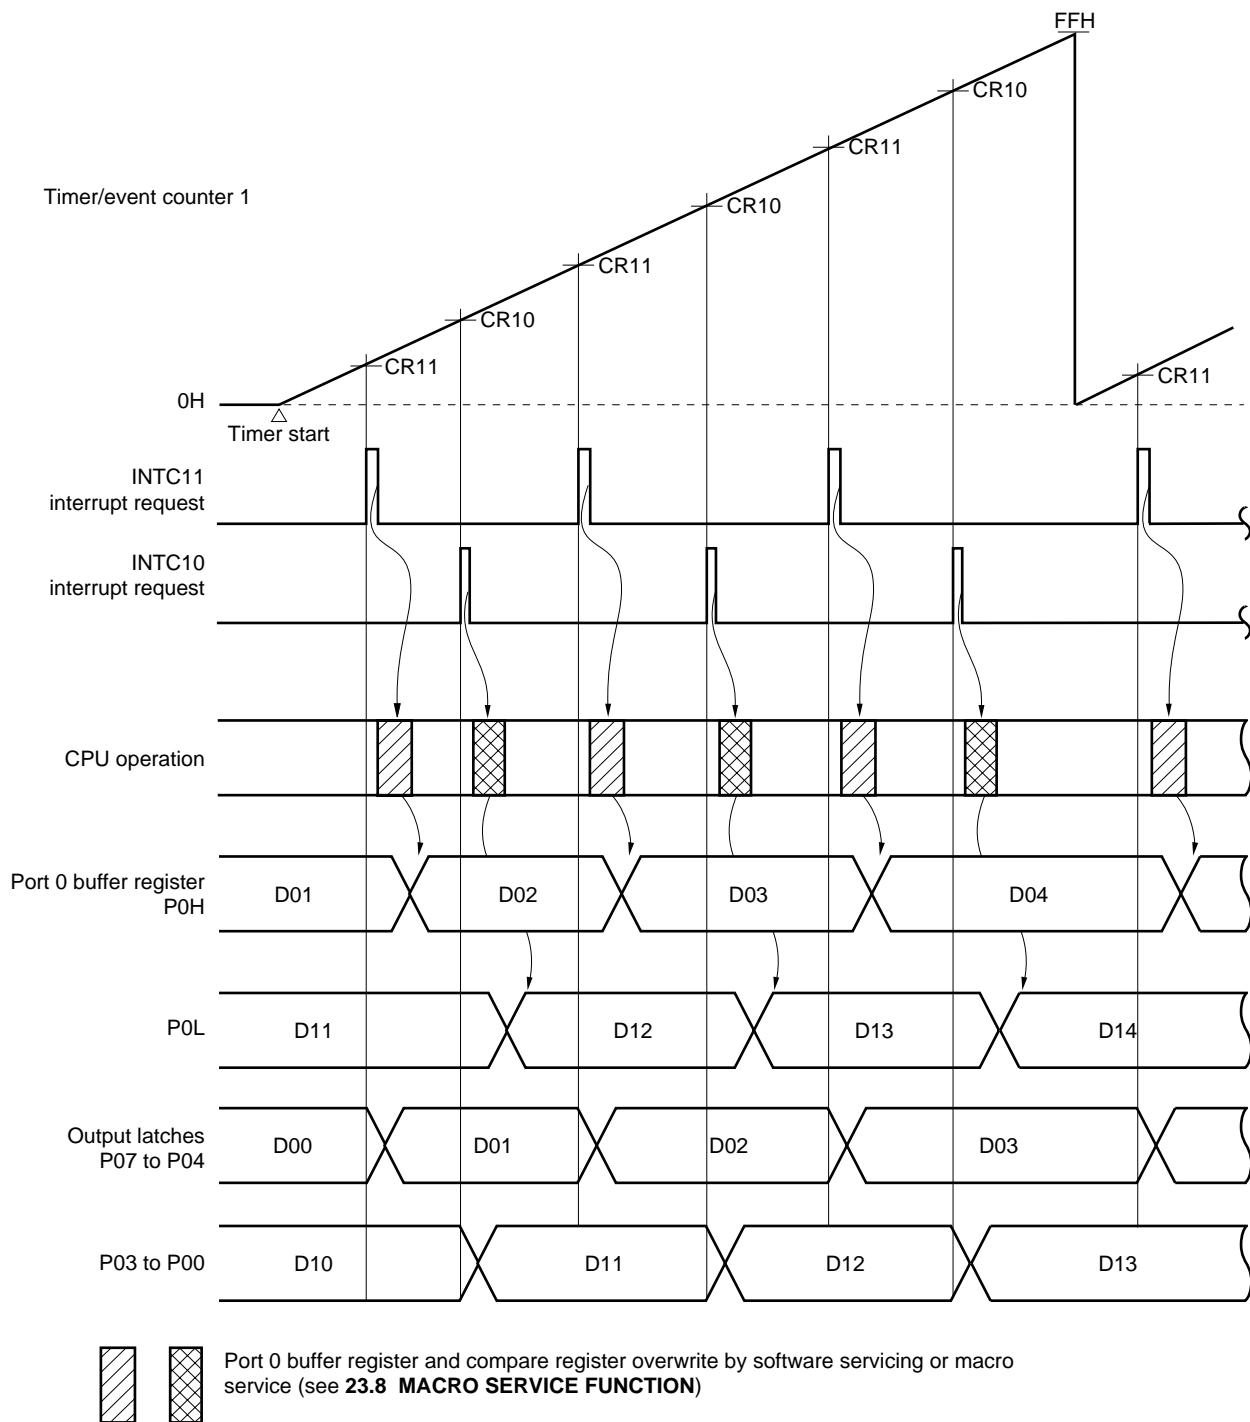 FFH
CR10
CR11
Timer/event counter 1
CR10
CR11
CR10
CR11
CR11
0H
Timer start
INTC11
interrupt request
INTC10
interrupt request
CPU operation
Port 0 buffer register
P0H
D01
D02
D03
D04
P0L
D11
D12
D13
D14
Output latches
P07 to P04
D00
D01
D02
D03
P03 to P00
D10
D11
D12
D13
Port 0 buffer register and compare register overwrite by software servicing or macro
service (see 23.8 MACRO SERVICE FUNCTION)